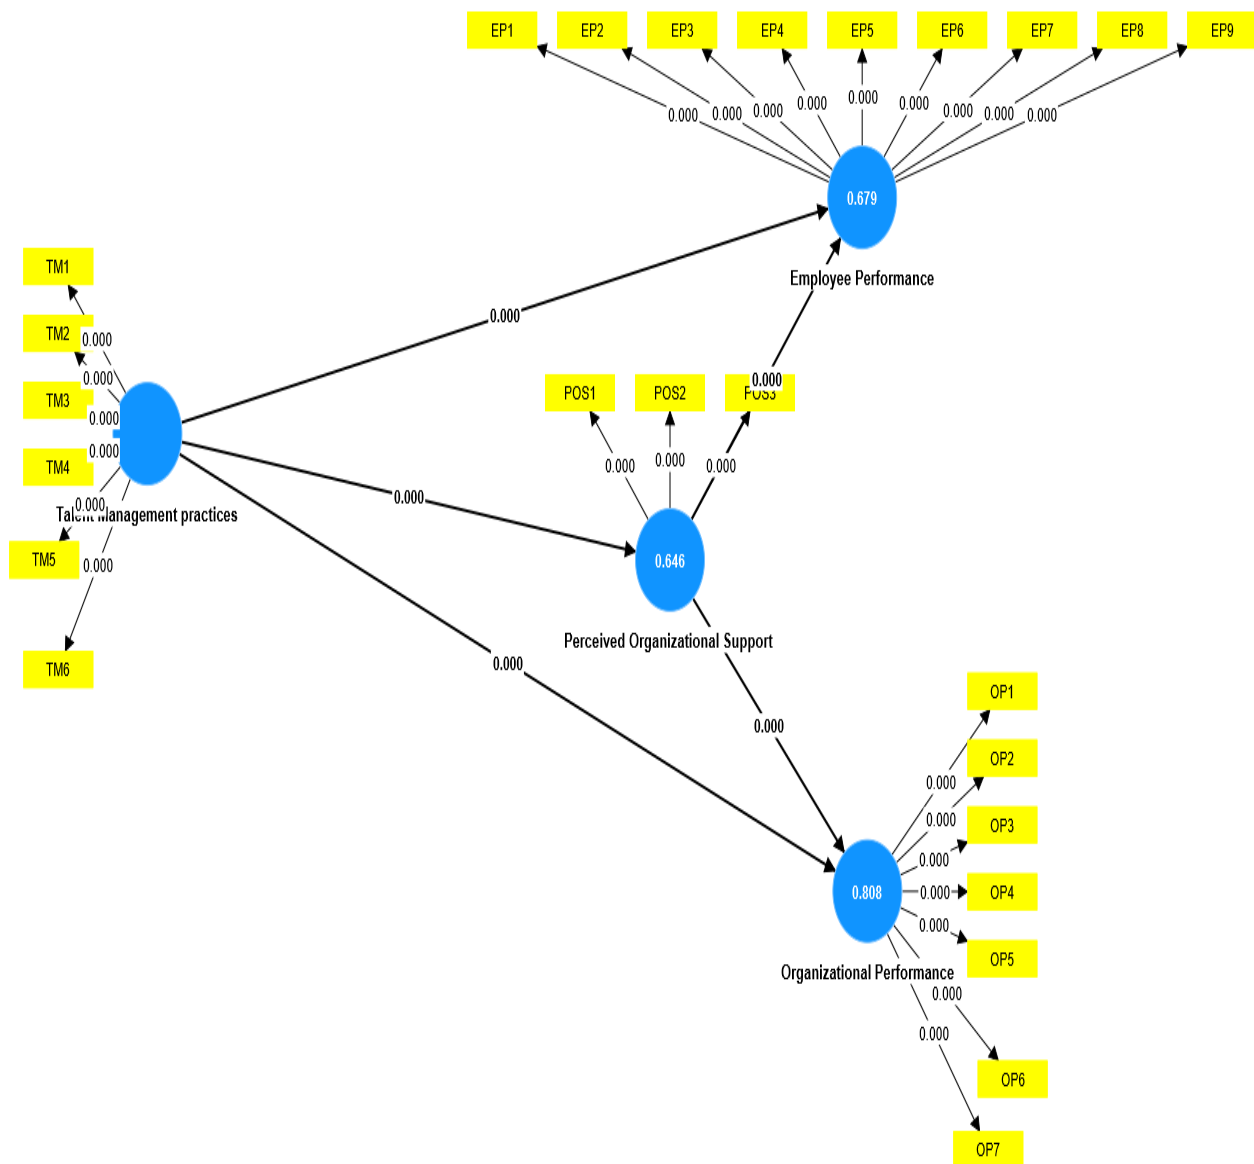 EP1 EP2 EP3 EP4 EP5 EP6 EP7 EP8 EP9
0.000 0.000 0.000 0.000 0.000 0.000 0.000 0.000 0.000
0.679
Employee Performance
TM1
TM2
TM3
TM4
TM5
TM6
0.000
0.000
0.000
0.000
0.000
0.000
Talent Management practices
0.000
0.000
0.000
0.000
0.000
POS1 POS2 POS3
0.000 0.000 0.000
0.646
Perceived Organizational Support
OP1
OP2
OP3
OP4
OP5
OP6
OP7
0.000
0.000
0.000
0.000
0.000
0.000
0.000
0.808
Organizational Performance